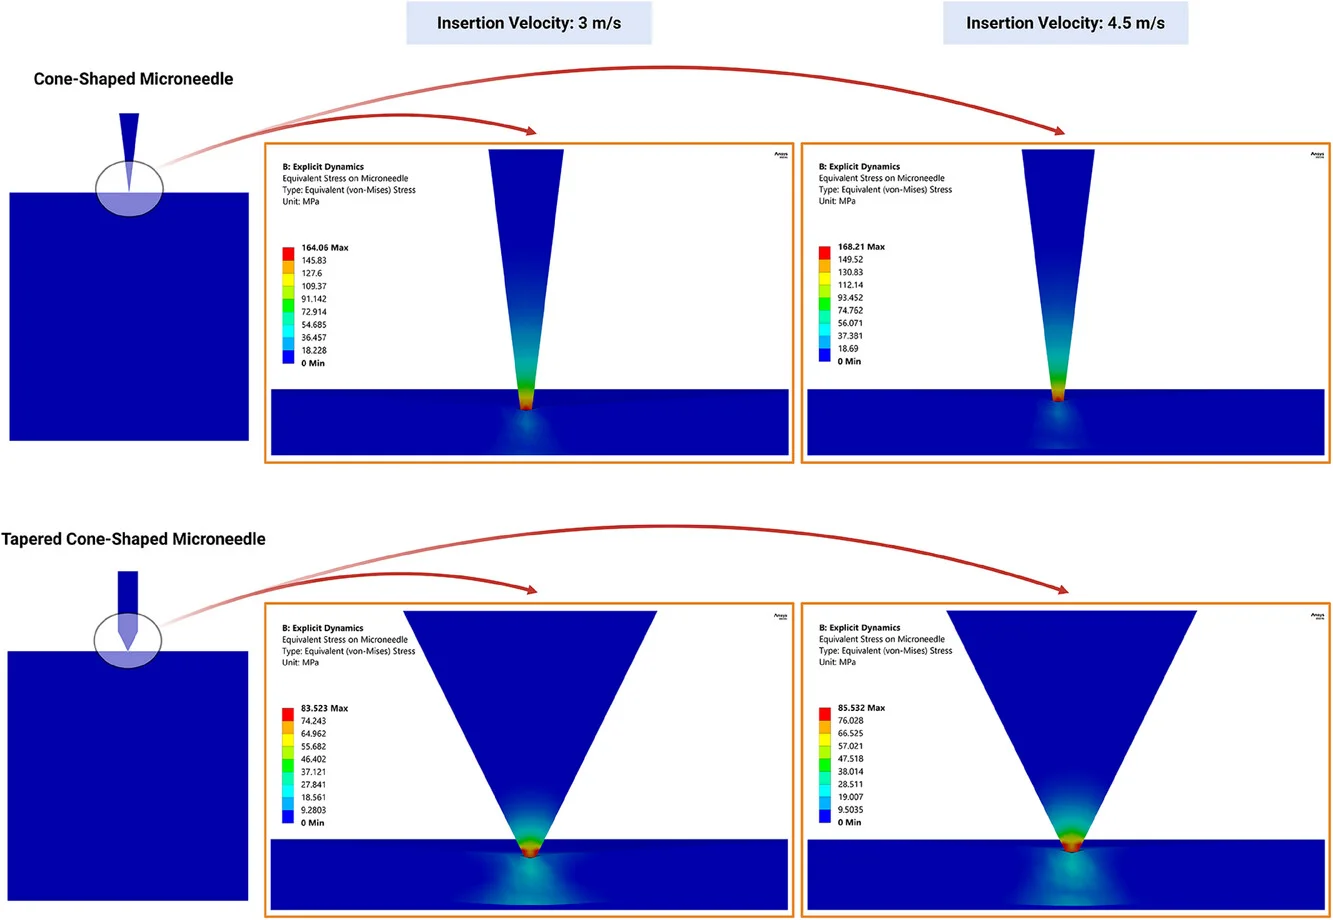 Insertion Velocity: 3 m/s
Insertion Velocity: 4.5 m/s
Cone-Shaped Microneedle
B: Explicit Dynamics
Equivalent Stress on Microneedle
Type: Equivalent (von-Mises) Stress
Unit: MPa
164.06 Max
145.83
127.6
109.37
91.142
72.914
54.685
36.457
18.228
0 Min
Ansys
B: Explicit Dynamics
Equivalent Stress on Microneedle
Type: Equivalent (von-Mises) Stress
Unit: MPa
168.21 Max
149.52
130.83
112.14
93.452
74.762
56.071
37.381
18.69
0 Min
Ansys
Tapered Cone-Shaped Microneedle
B: Explicit Dynamics
Equivalent Stress on Microneedle
Type: Equivalent (von-Mises) Stress
Unit: MPa
83.523 Max
74.243
64.962
55.682
46.402
37.121
27.841
18.561
9.2803
0 Min
Ansys
B: Explicit Dynamics
Equivalent Stress on Microneedle
Type: Equivalent (von-Mises) Stress
Unit: MPa
85.532 Max
76.028
66.525
57.021
47.518
38.014
28.511
19.007
9.5035
0 Min
Ansys